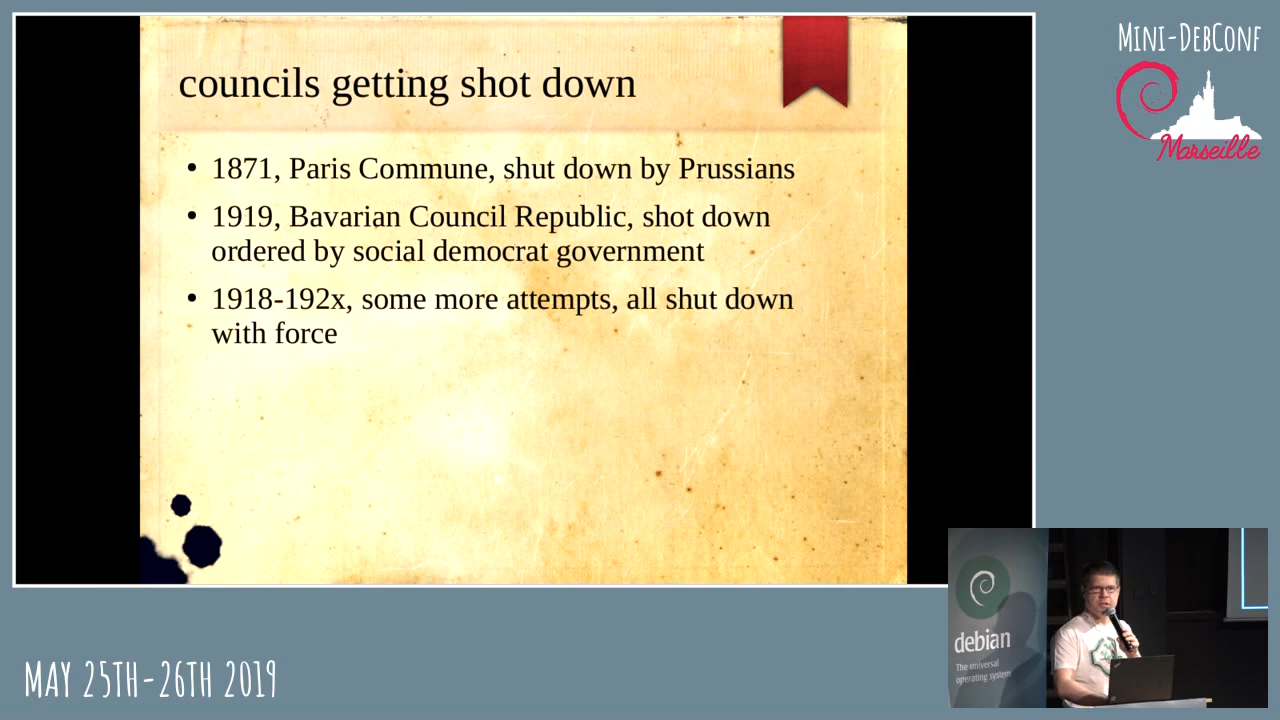 councils getting shot down
• 1871, Paris Commune, shut down by Prussians
• 1919, Bavarian Council Republic, shot down
ordered by social democrat government
• 1918-192x, some more attempts, all shut down
with force
Mini-DebConf
Marseille
debian
The universal
operating system
May 25th-26th 2019